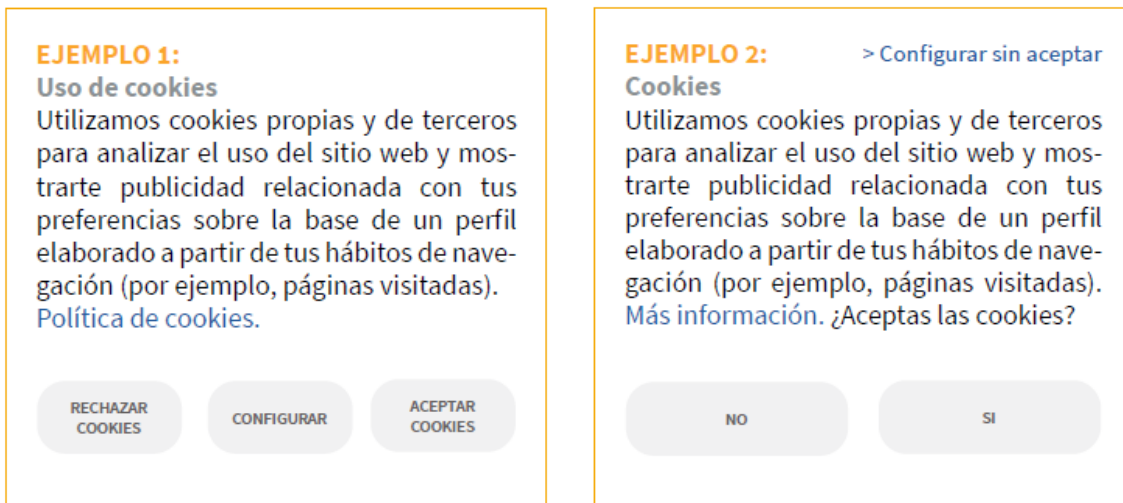 EJEMPLO 1:
Uso de cookies
Utilizamos cookies propias y de terceros
para analizar el uso del sitio web y mos-
trarte publicidad relacionada con tus
preferencias sobre la base de un perfil
elaborado a partir de tus hábitos de nave-
gación (por ejemplo, páginas visitadas).
Política de cookies.
RECHAZAR
COOKIES
CONFIGURAR
ACEPTAR
COOKIES
EJEMPLO 2:
> Configurar sin aceptar
Cookies
Utilizamos cookies propias y de terceros
para analizar el uso del sitio web y mos-
trarte publicidad relacionada con tus
preferencias sobre la base de un perfil
elaborado a partir de tus hábitos de nave-
gación (por ejemplo, páginas visitadas).
Más información. ¿Aceptas las cookies?
NO
SI